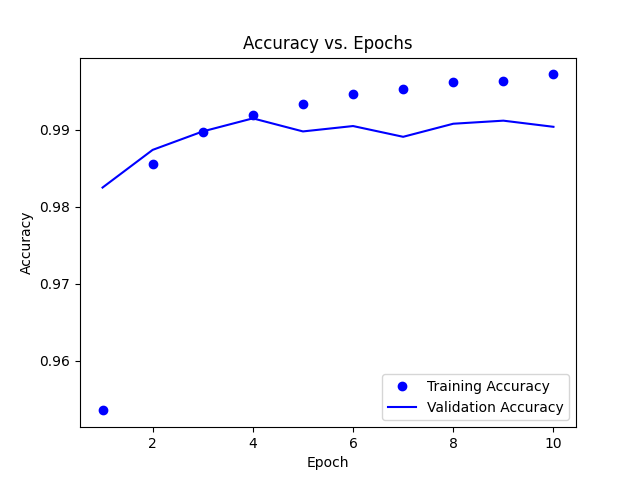 Accuracy vs. Epochs
Accuracy
0.99
0.98
0.97
0.96
Training Accuracy
Validation Accuracy
2 4 6 8 10
Epoch